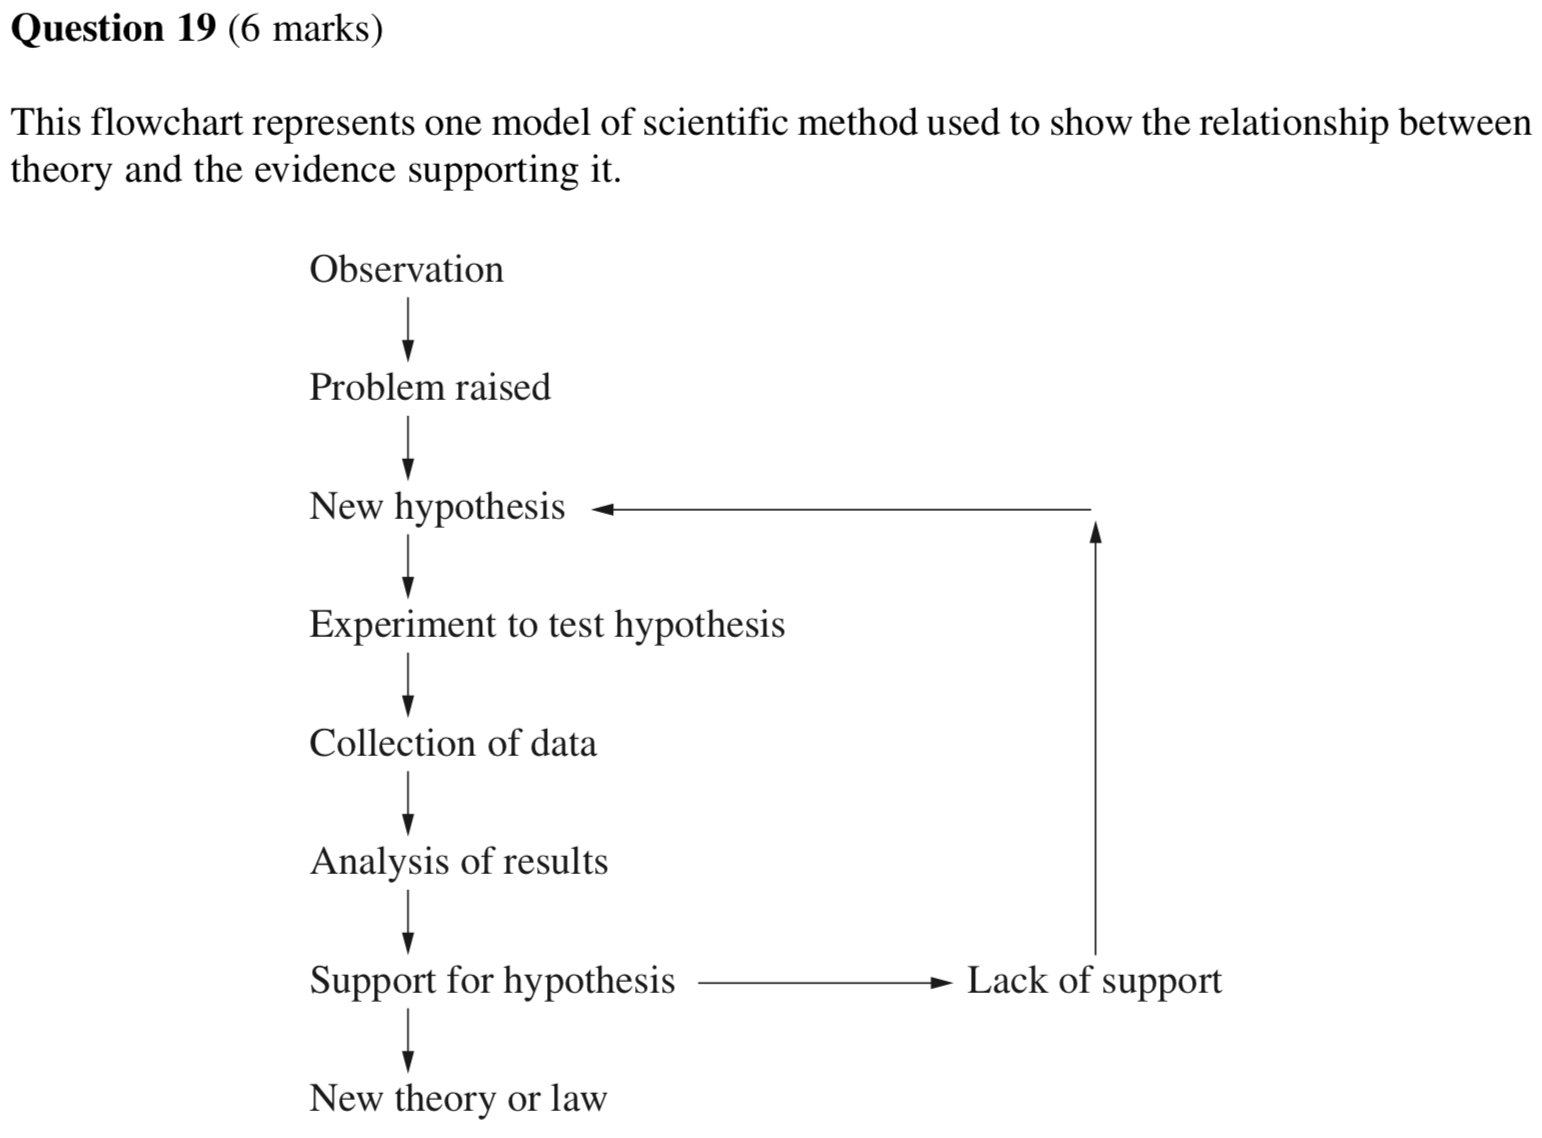 Question 19 (6 marks)
This flowchart represents one model of scientific method used to show the relationship between
theory and the evidence supporting it.
Observation
Problem raised
New hypothesis
Experiment to test hypothesis
Collection of data
Analysis of results
Support for hypothesis Lack of support
New theory or law